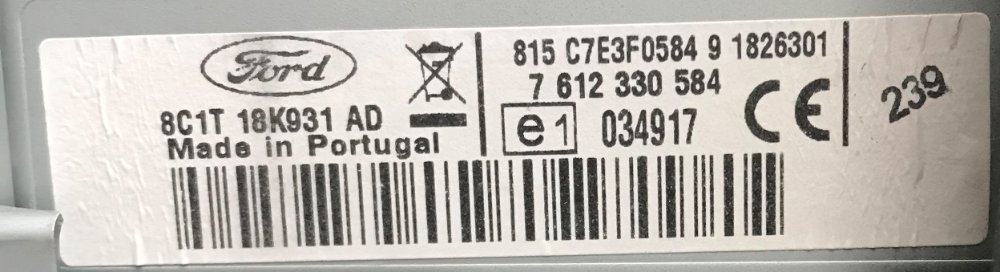 Ford
8C1T 18K931 AD
Made in Portugal
815 C7E3F0584 9 1826301
7 612 330 584
e1 034917 CE
239